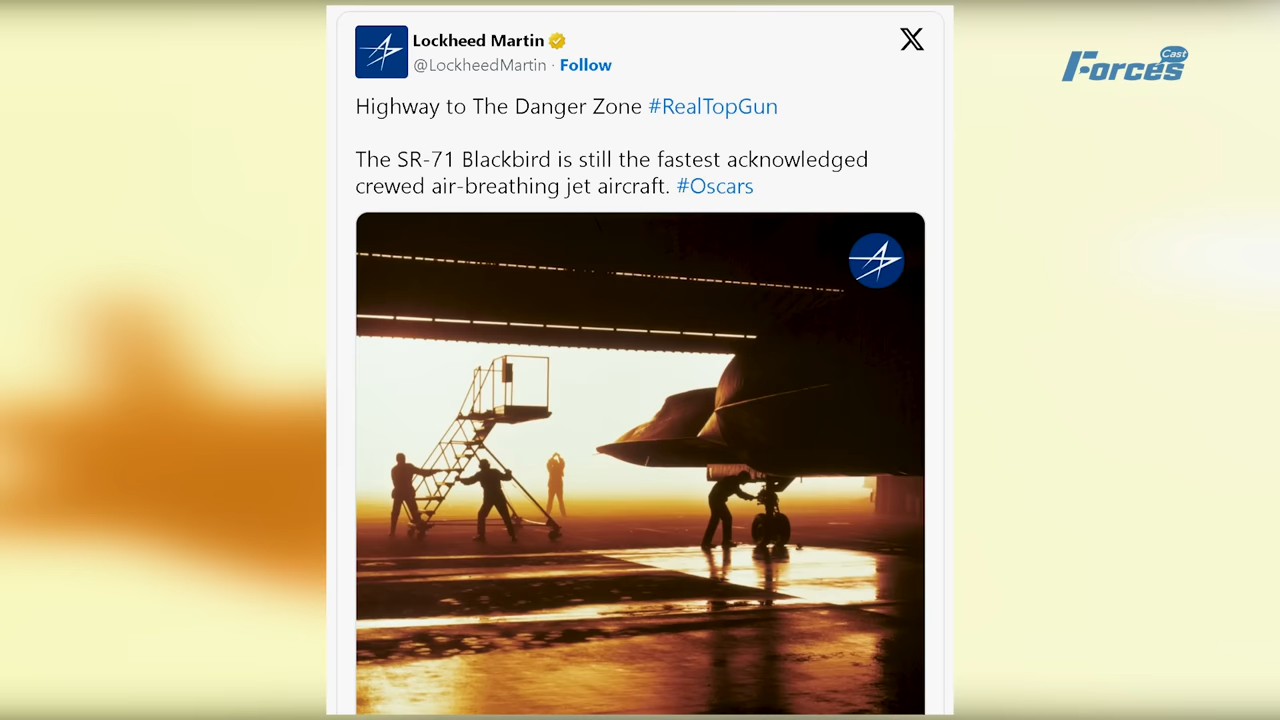 Lockheed Martin
@LockheedMartin · Follow
X
Forces Cast
Highway to The Danger Zone #RealTopGun
The SR-71 Blackbird is still the fastest acknowledged
crewed air-breathing jet aircraft. #Oscars